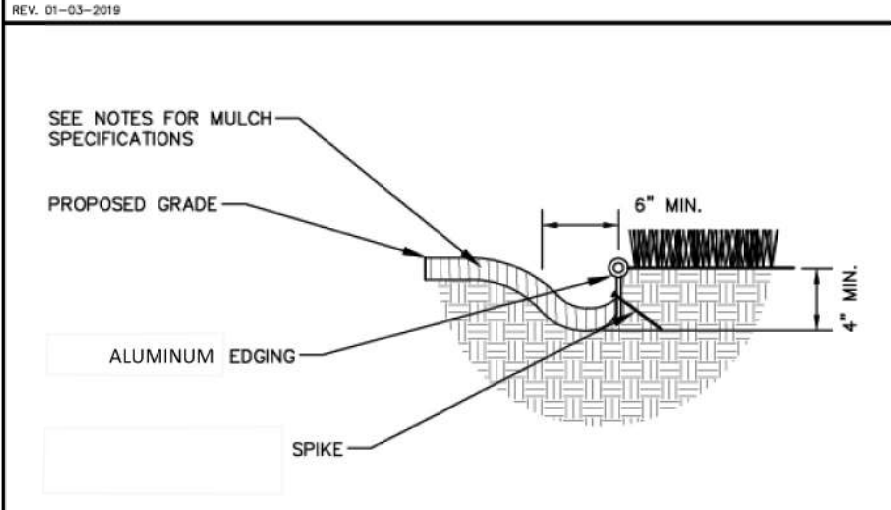 REV. 01-03-2019
SEE NOTES FOR MULCH
SPECIFICATIONS
PROPOSED GRADE
6" MIN.
4" MIN.
ALUMINUM EDGING
SPIKE